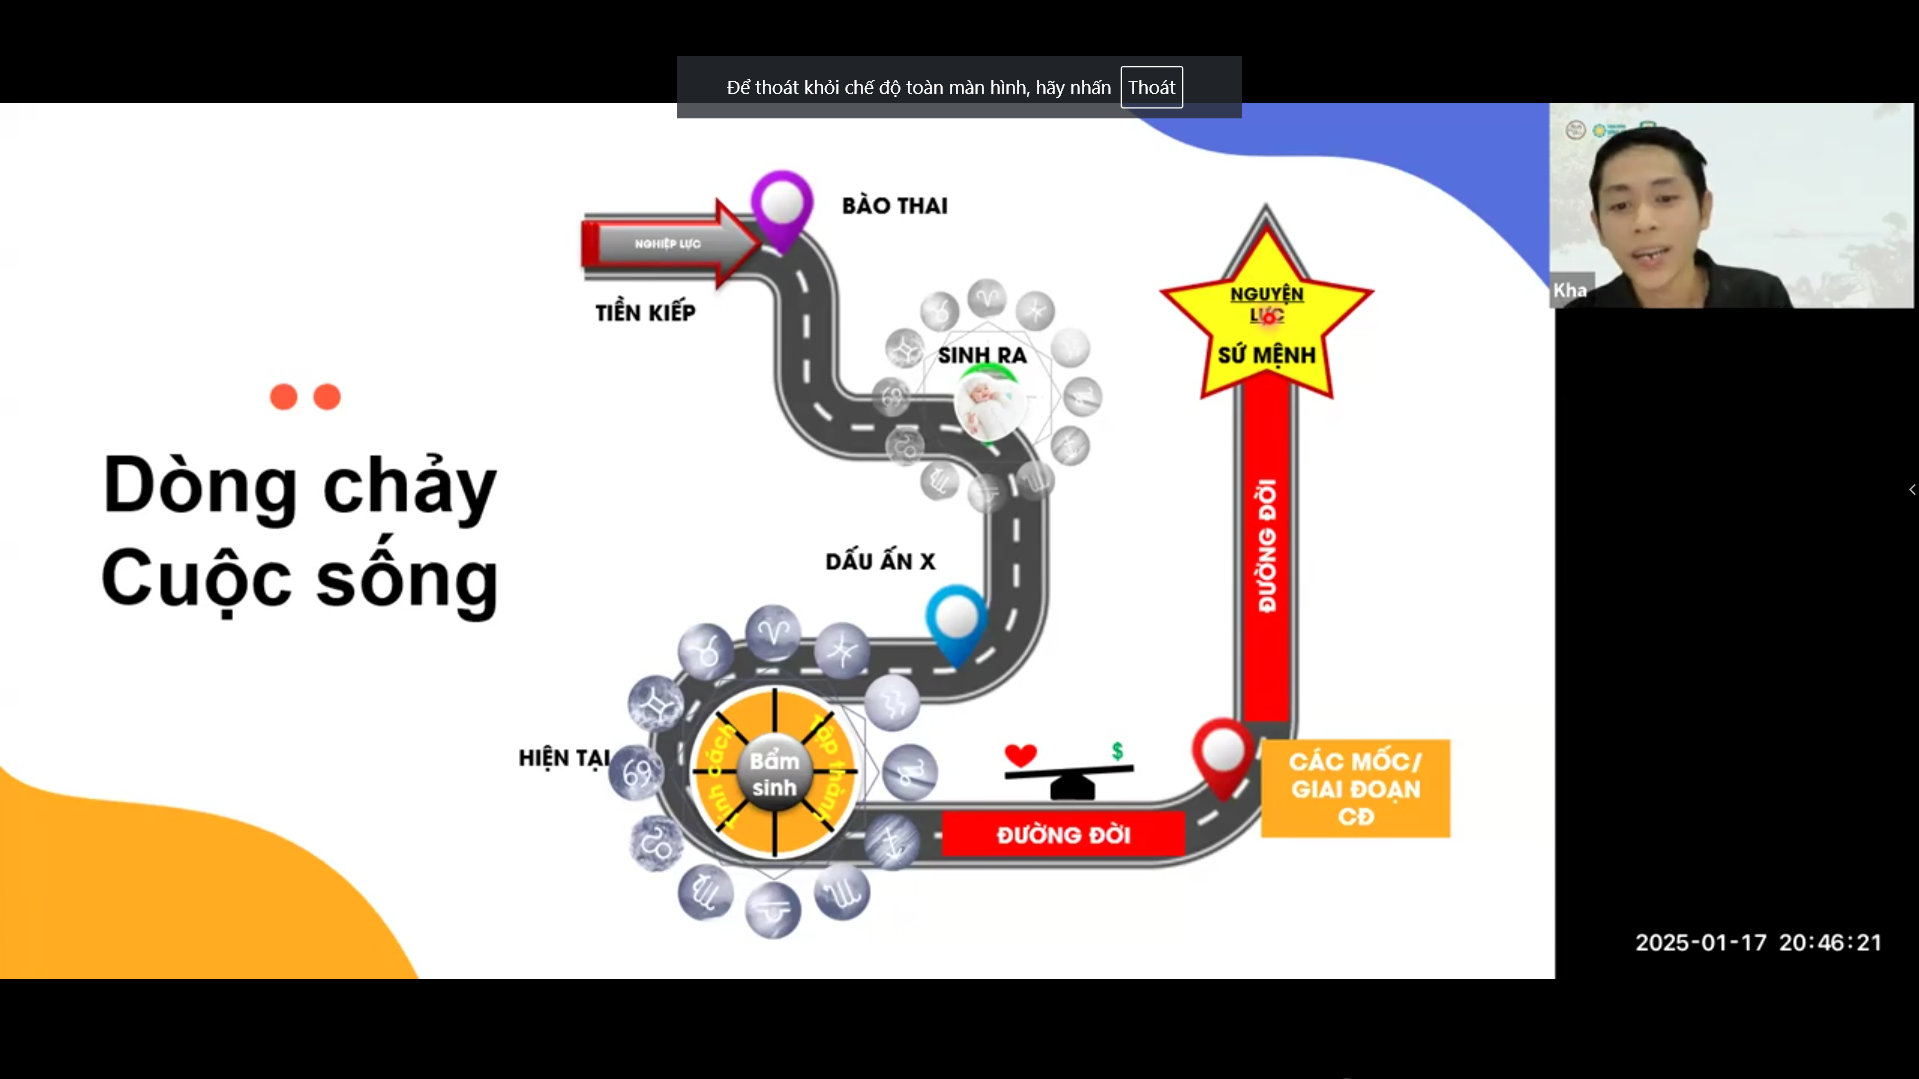 Để thoát khỏi chế độ toàn màn hình, hãy nhấn Thoát
BÀO THAI
NGHIỆP LỰC
TIỀN KIẾP
SINH RA
NGUYỆN
LỰC
SỨ MỆNH
Kha
Dòng chảy
Cuộc sống
DẤU ẤN X
ĐƯỜNG ĐỜI
HIỆN TẠI
Tính cách
Bẩm
sinh
Tập thành
$
CÁC MỐC/
GIAI ĐOẠN
CĐ
ĐƯỜNG ĐỜI
2025-01-17 20:46:21